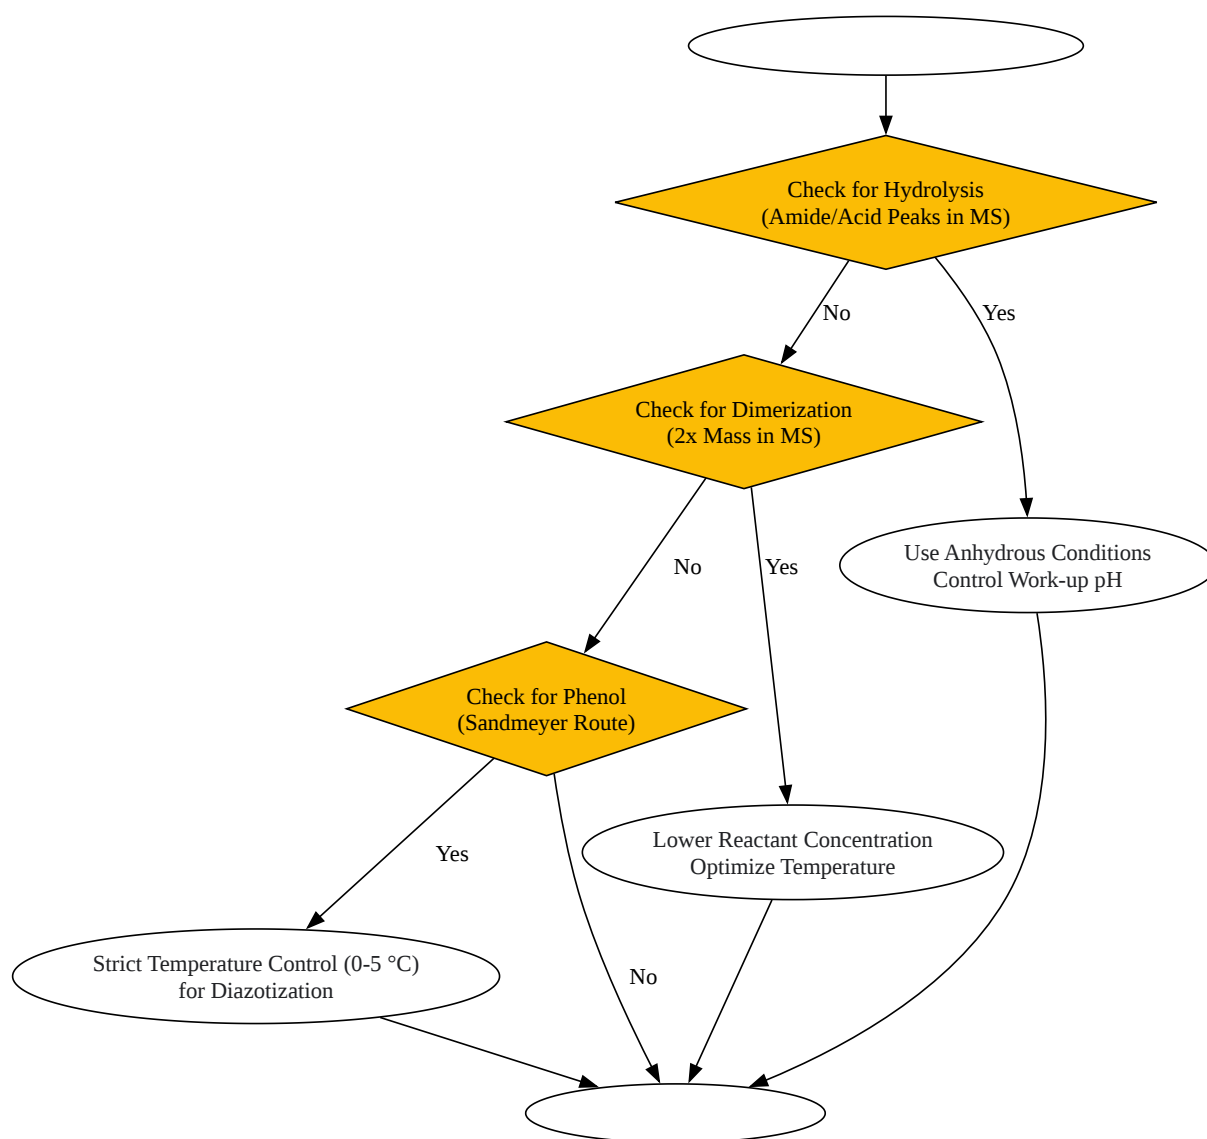 Check for Hydrolysis
(Amide/Acid Peaks in MS)
No
Yes
Check for Dimerization
(2x Mass in MS)
No
Yes
Use Anhydrous Conditions
Control Work-up pH
Check for Phenol
(Sandmeyer Route)
Yes
Lower Reactant Concentration
Optimize Temperature
Strict Temperature Control (0-5 °C)
for Diazotization
No